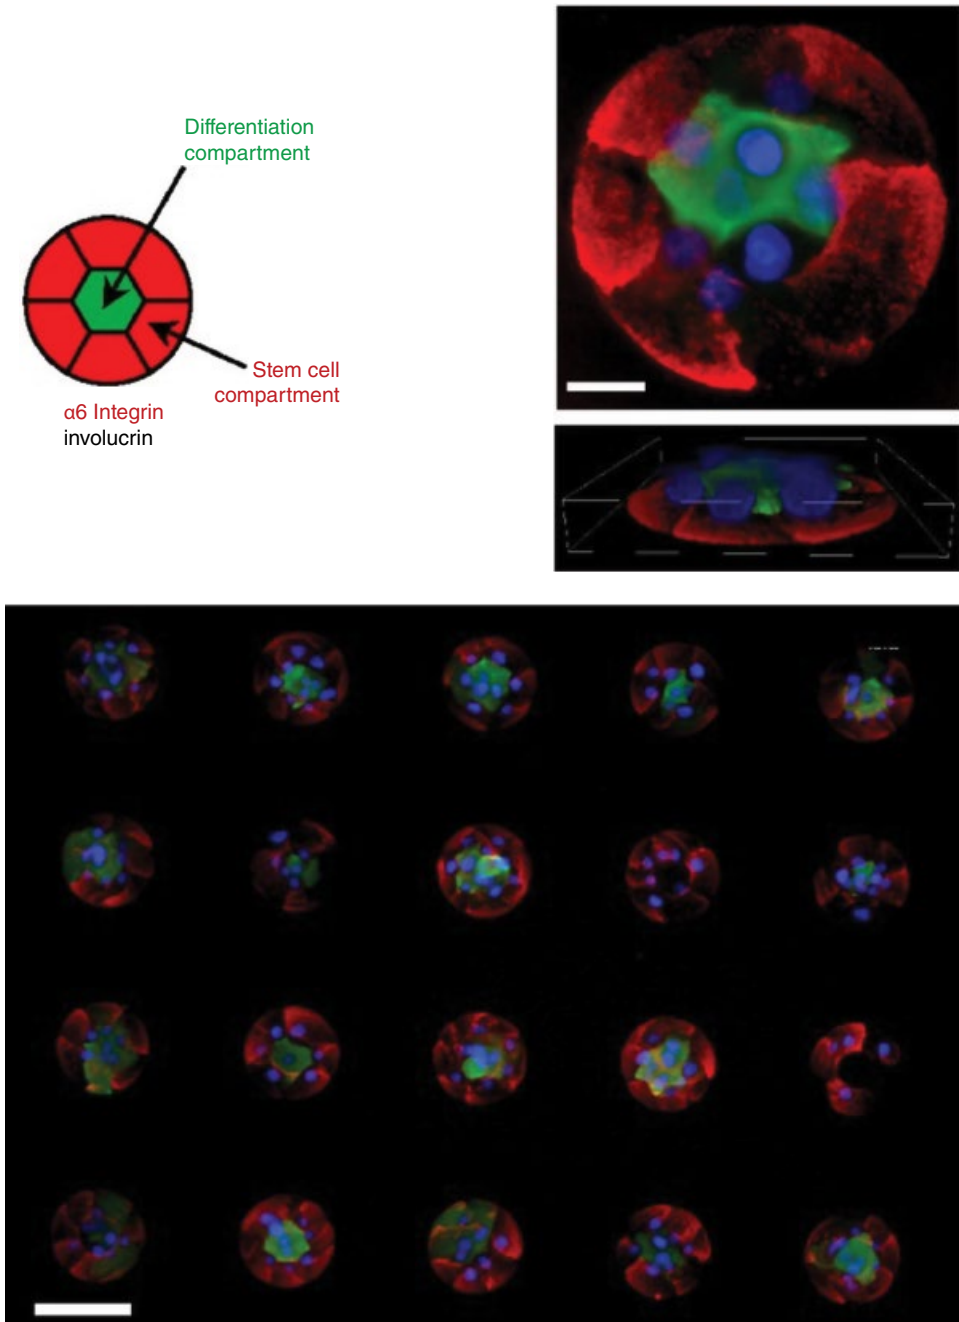 Differentiation
compartment
Stem cell
compartment
α6 Integrin
involucrin